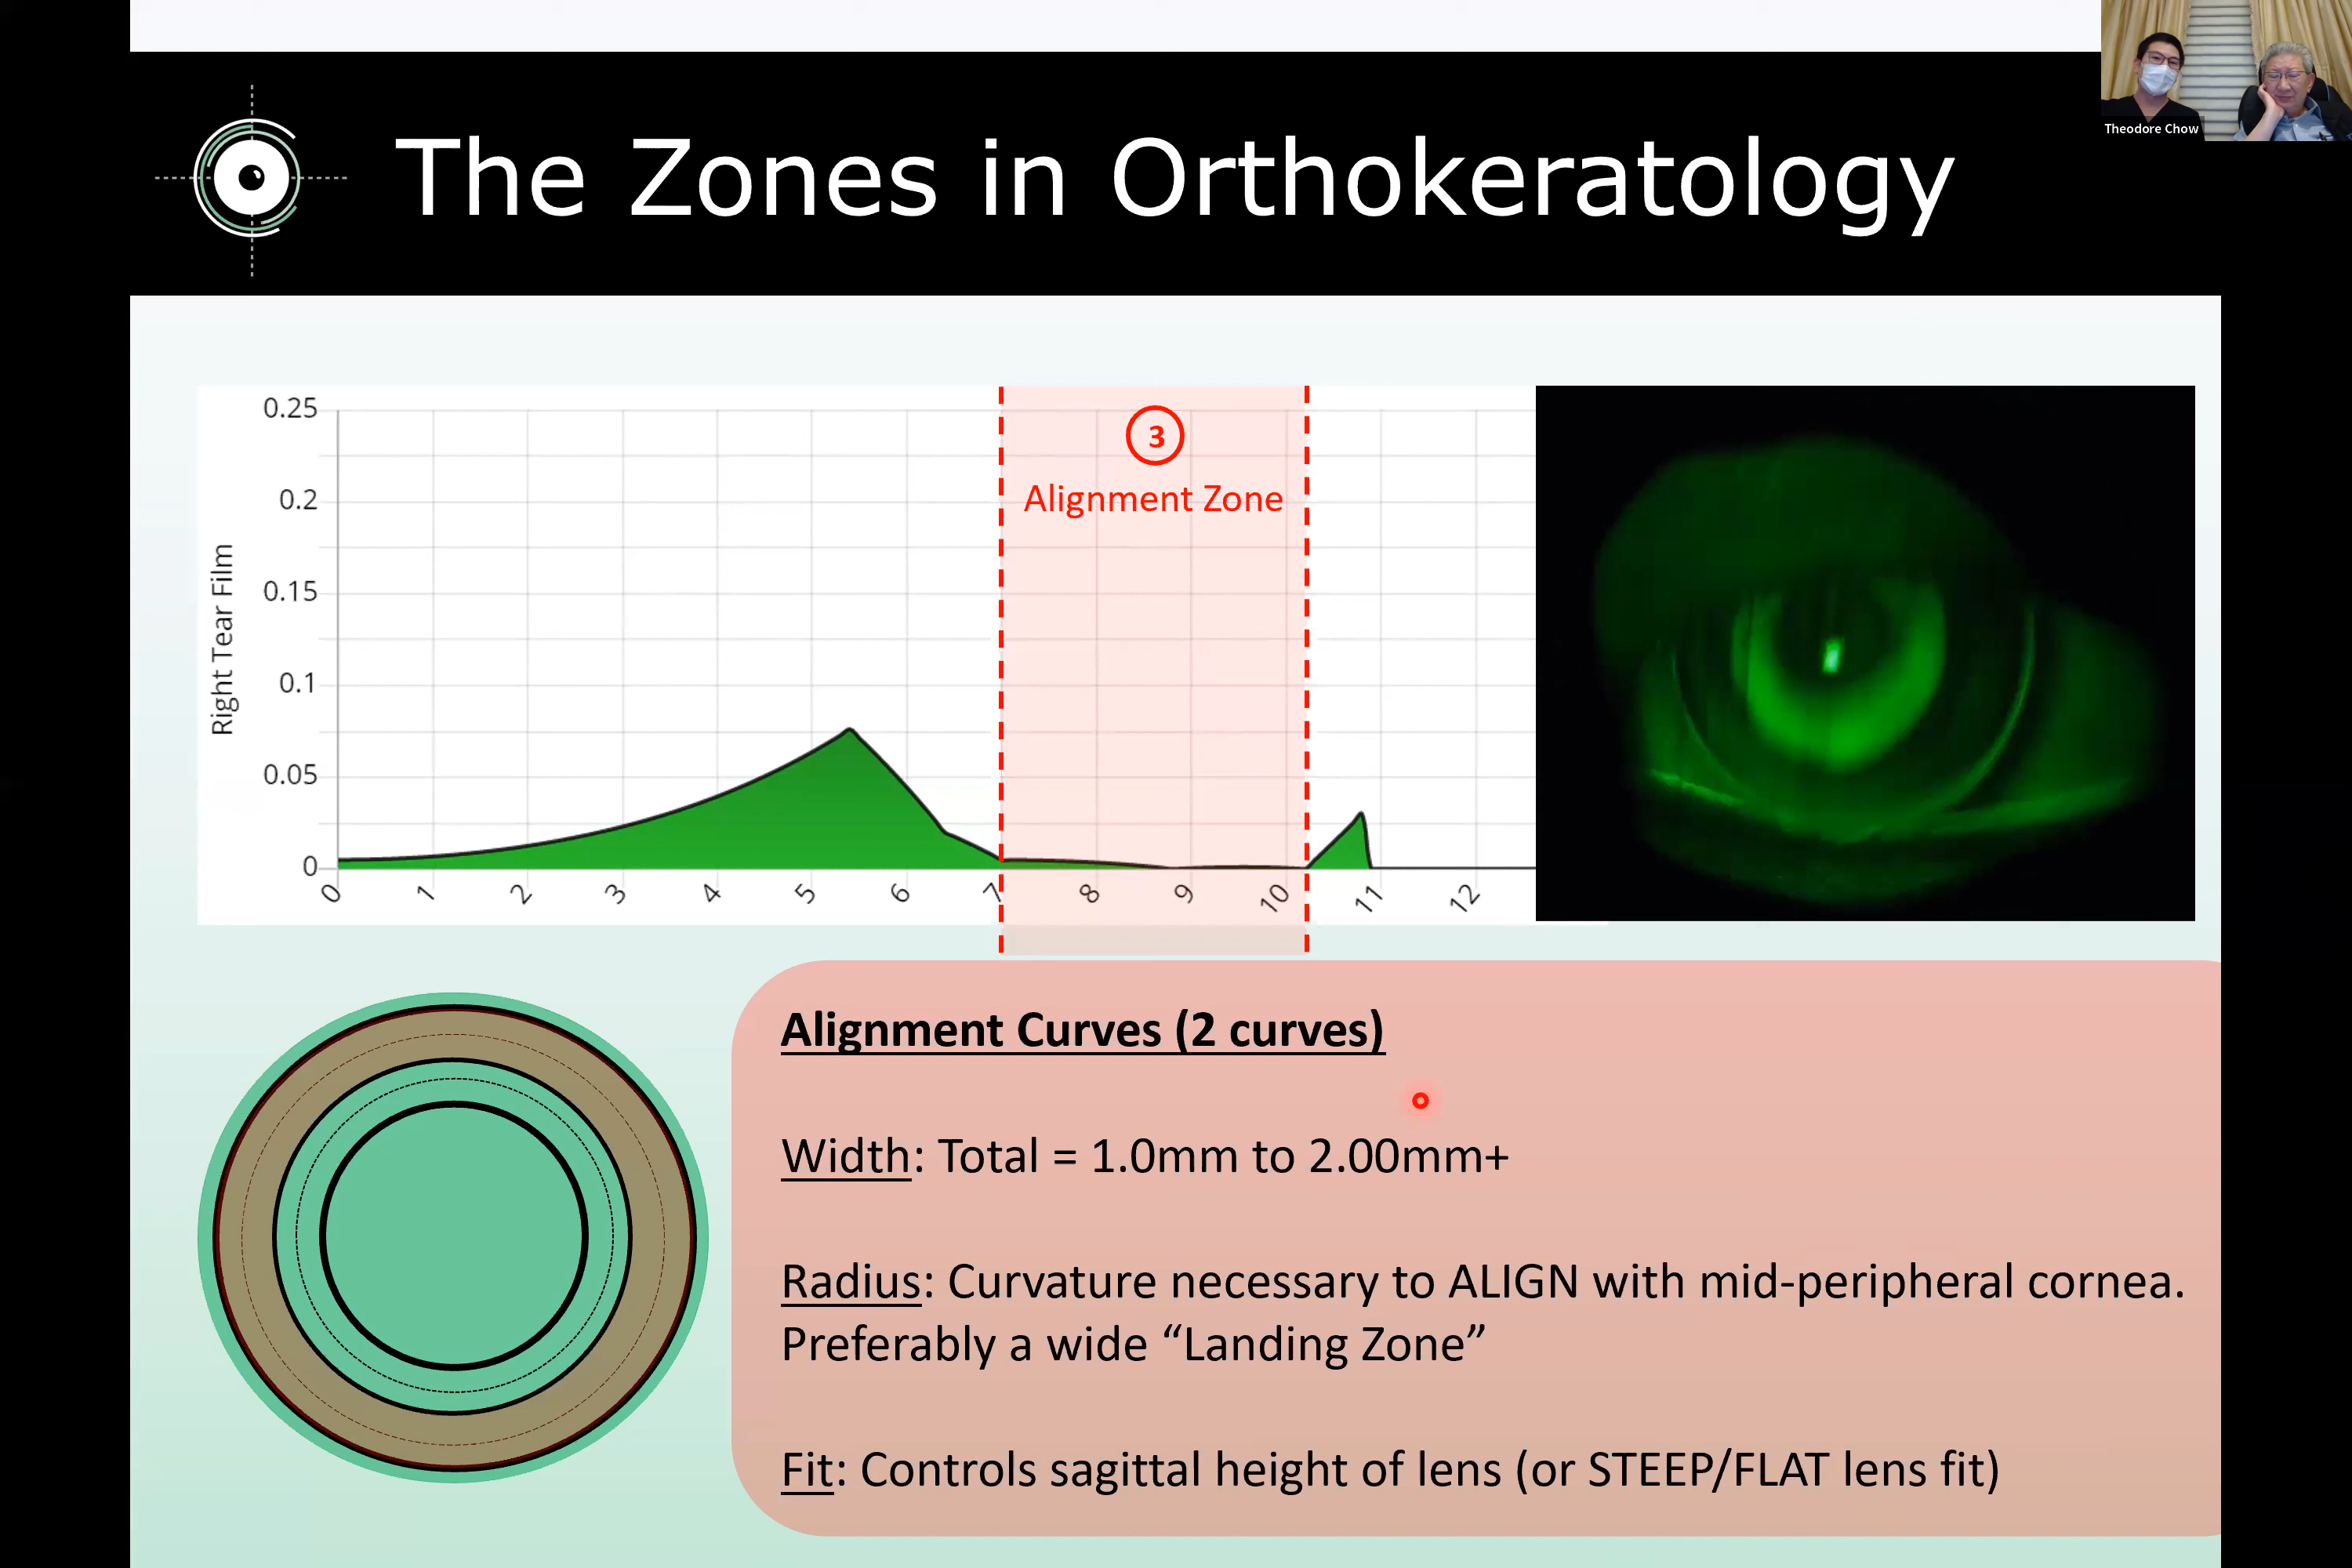 Theodore Chow
The Zones in Orthokeratology
3
Alignment Zone
Right Tear Film
0.25
0.2
0.15
0.1
0.05
0
0 1 2 3 4 5 6 7 8 9 10 11 12
Alignment Curves (2 curves)
Width: Total = 1.0mm to 2.00mm+
Radius: Curvature necessary to ALIGN with mid-peripheral cornea.
Preferably a wide “Landing Zone”
Fit: Controls sagittal height of lens (or STEEP/FLAT lens fit)